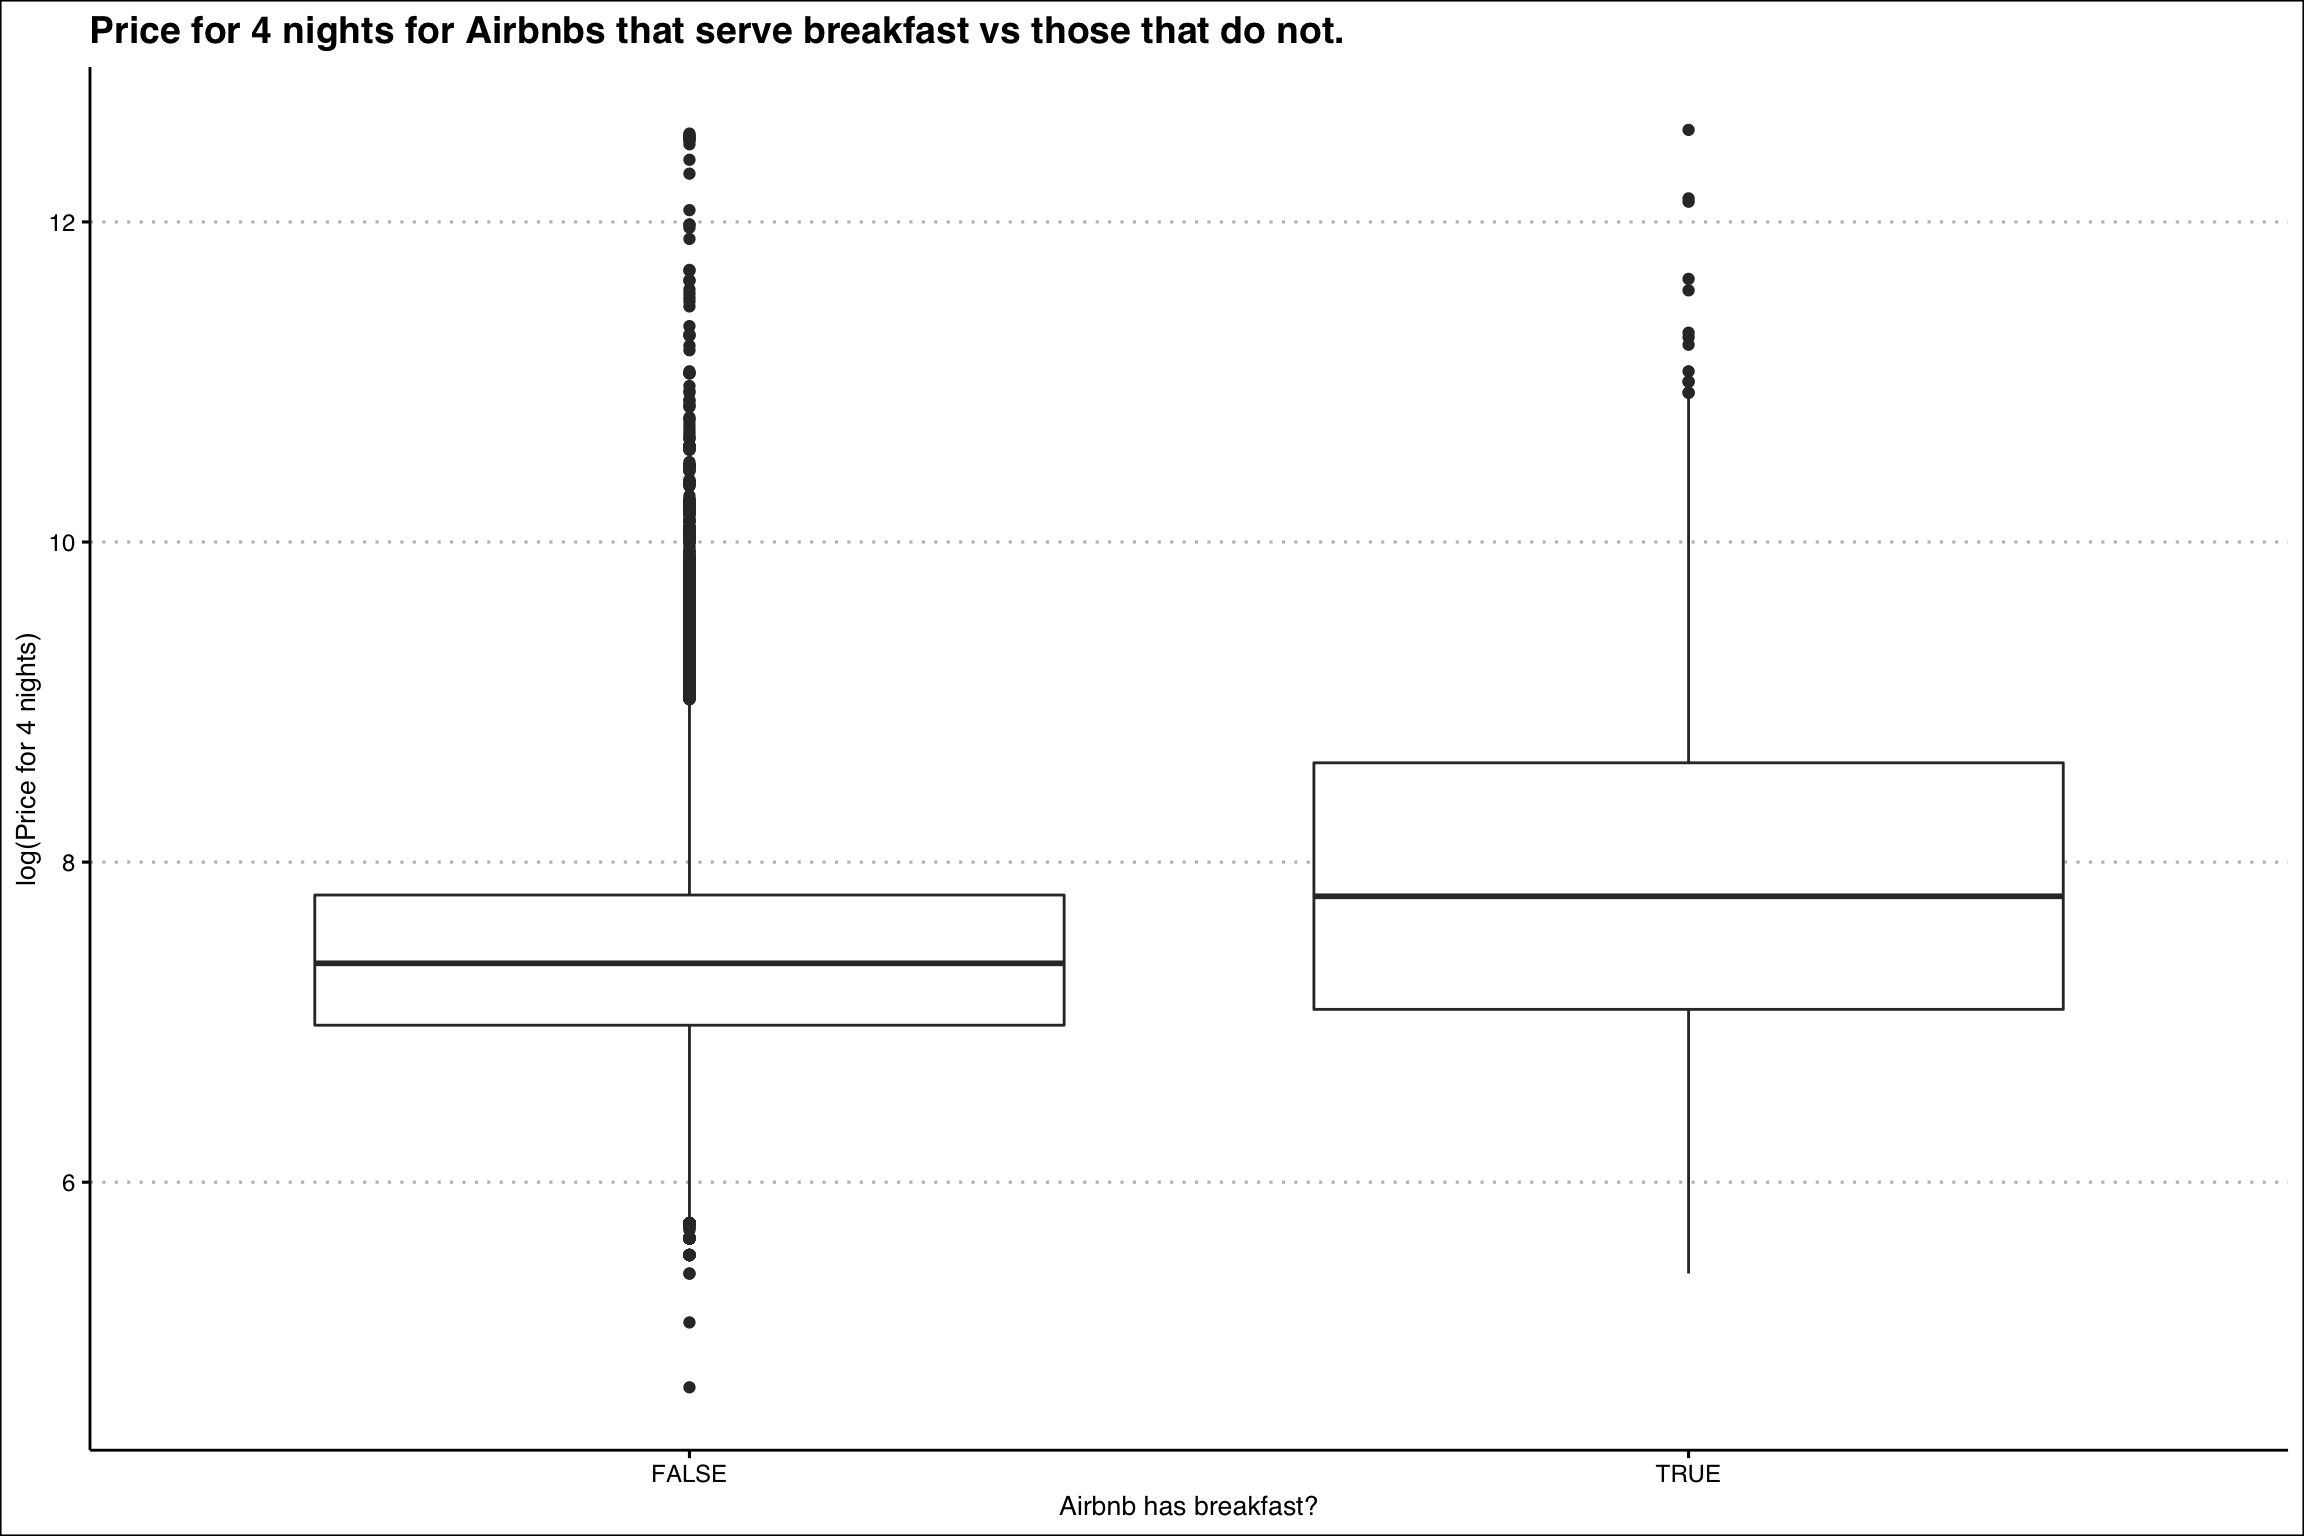 Price for 4 nights for Airbnbs that serve breakfast vs those that do not.
12
10
8
6
log(Price for 4 nights)
FALSE
TRUE
Airbnb has breakfast?